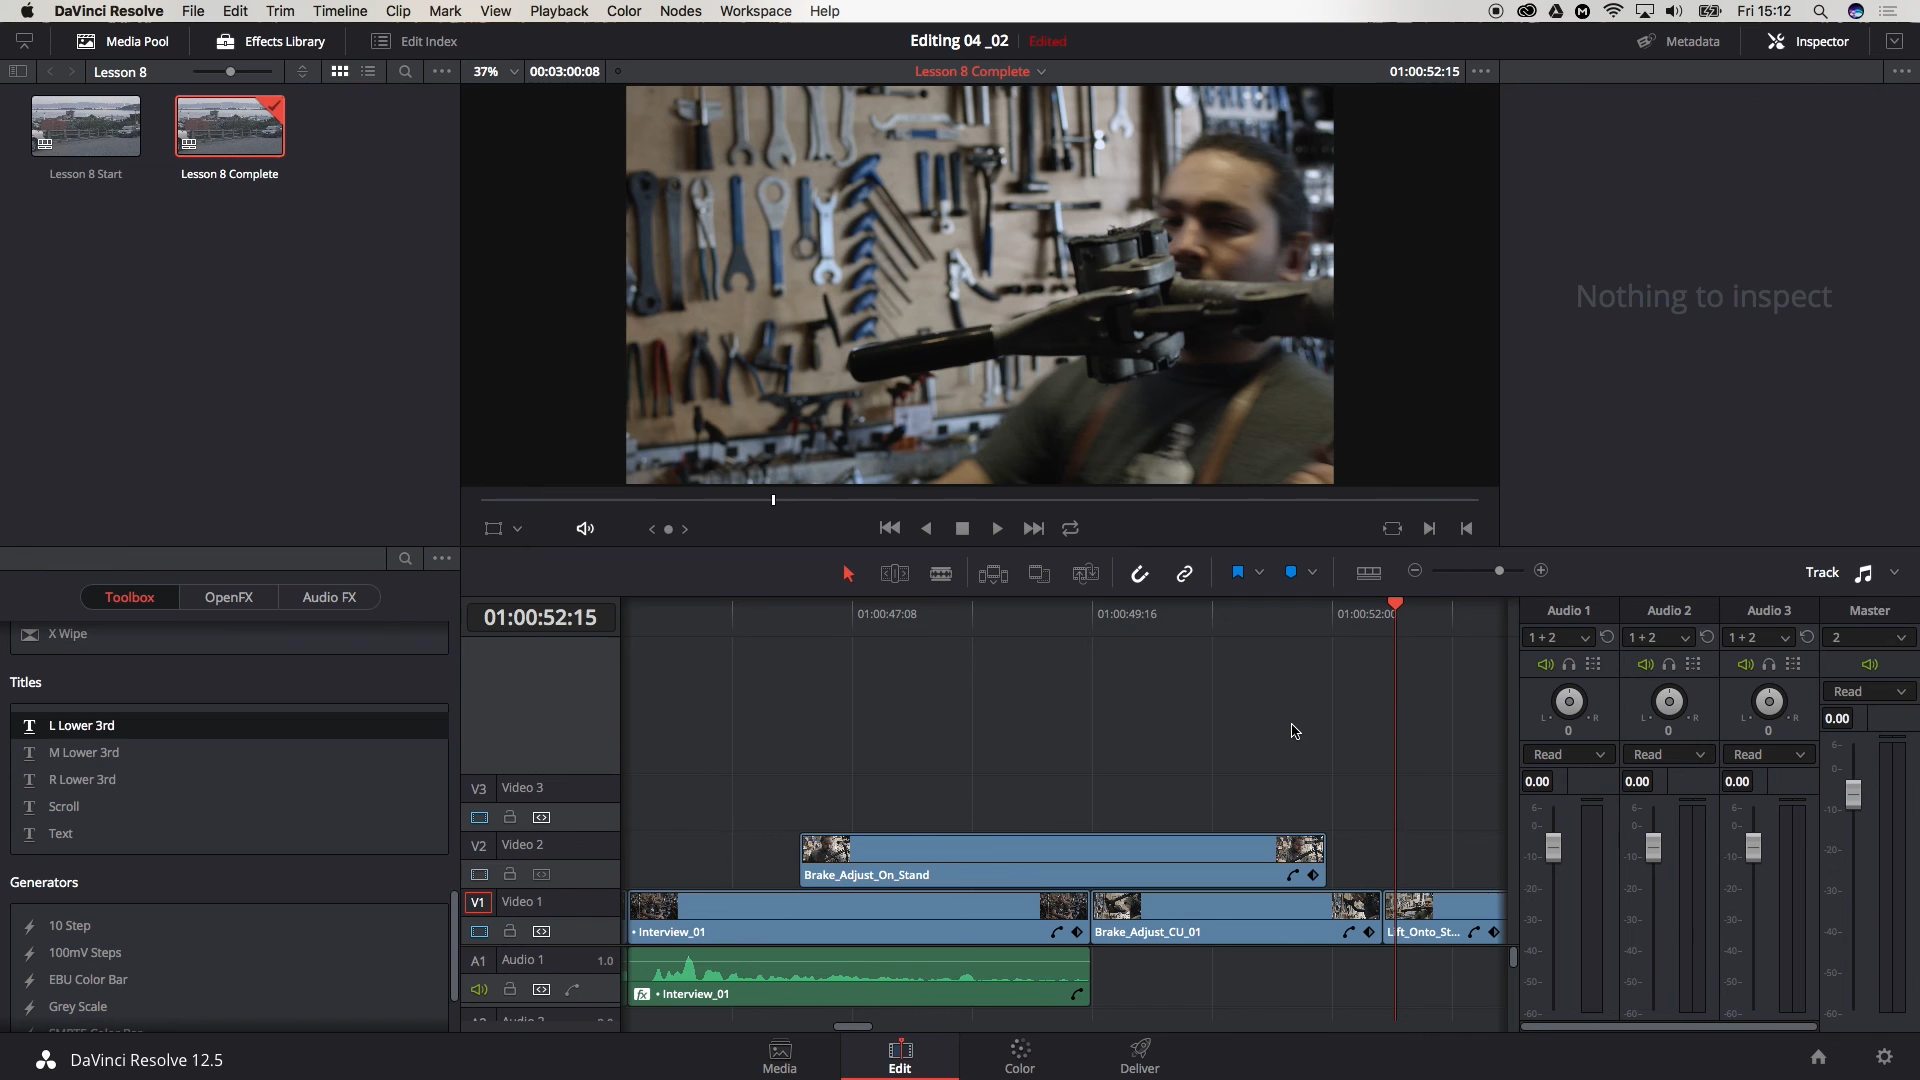 DaVinci Resolve File Edit Trim Timeline Clip Mark View Playback Color Nodes Workspace Help Fri 15:12
Media Pool Effects Library Edit Index Editing 04 _02 Edited Metadata Inspector
Lesson 8 37% 00:03:00:08 Lesson 8 Complete 01:00:52:15
Lesson 8 Start Lesson 8 Complete
Nothing to inspect
Track
Toolbox OpenFX Audio FX
01:00:52:15 01:00:47:08 01:00:49:16 01:00:52:00
Audio 1 Audio 2 Audio 3 Master
1 + 2 1 + 2 1 + 2 2
X Wipe
Titles
L Lower 3rd
M Lower 3rd
R Lower 3rd
Scroll
Text
Generators
10 Step
100mV Steps
EBU Color Bar
Grey Scale
V3 Video 3
V2 Video 2
Brake_Adjust_On_Stand
V1 Video 1
• Interview_01 Brake_Adjust_CU_01
A1 Audio 1 1.0
fx • Interview_01
L R L R L R Read
0 0 0 0.00
Read Read Read
0.00 0.00 0.00
DaVinci Resolve 12.5 Media Edit Color Deliver